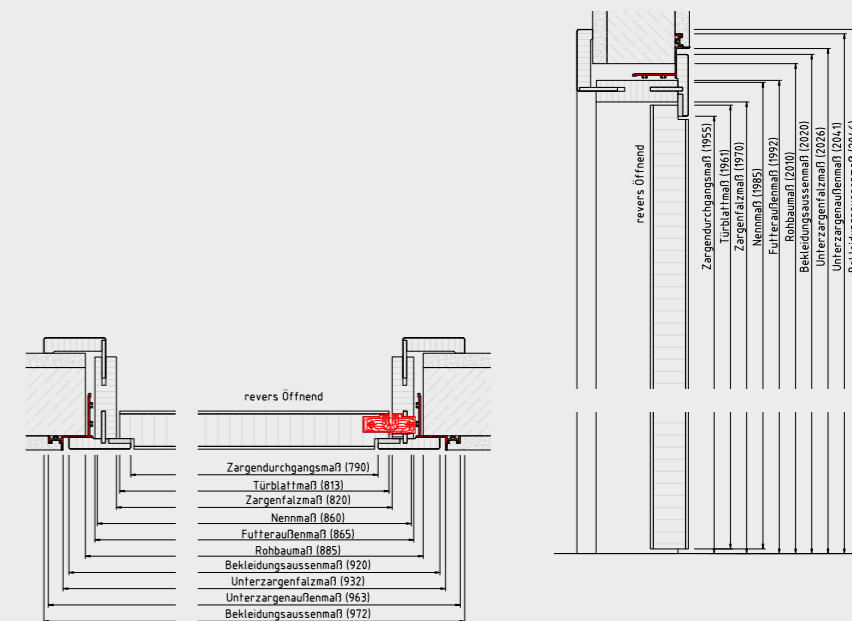 revers Öffnend
Zargendurchgangsmaß (790)
Türblattmaß (813)
Zargenfalzmaß (820)
Nennmaß (860)
Futteraußenmaß (865)
Rohbaumaß (885)
Bekleidungsaussenmaß (920)
Unterzargenfalzmaß (932)
Unterzargenaußenmaß (963)
Bekleidungsaussenmaß (972)
revers Öffnend
Zargendurchgangsmaß (1955)
Türblattmaß (1961)
Zargenfalzmaß (1970)
Nennmaß (1985)
Futteraußenmaß (1992)
Rohbaumaß (2010)
Bekleidungsaussenmaß (2020)
Unterzargenfalzmaß (2026)
Unterzargenaußenmaß (2041)